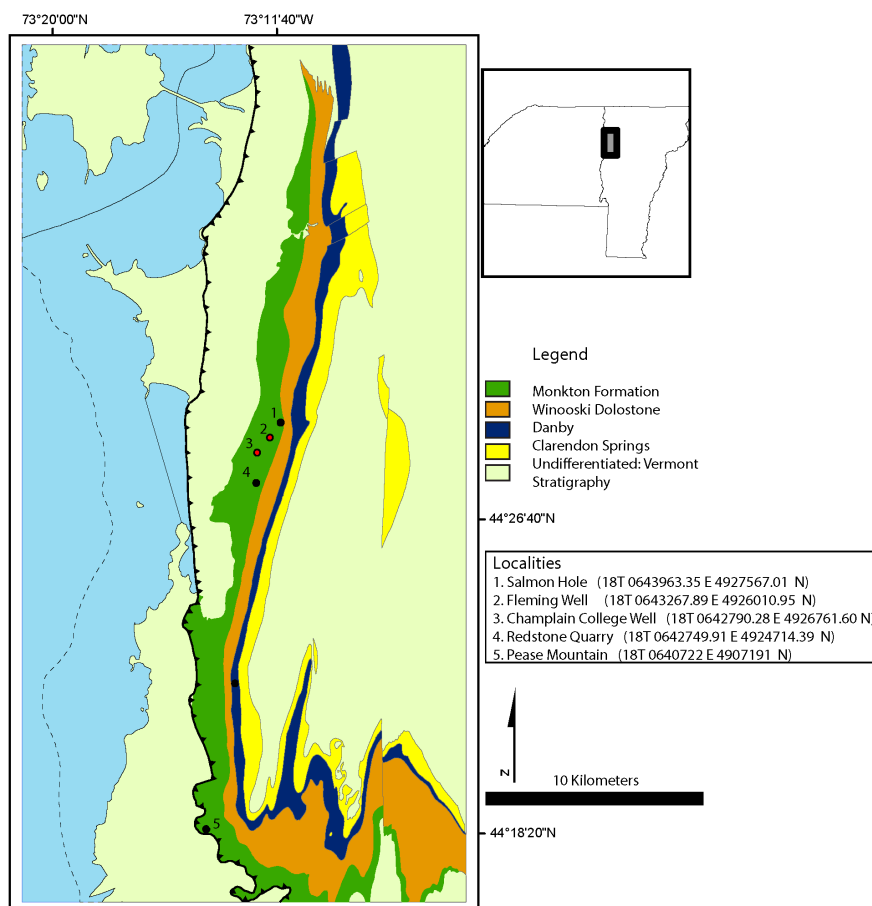 73°20'00"N
73°11'40"N
Legend
Monkton Formation
Winooski Dolostone
Danby
Clarendon Springs
Undifferentiated: Vermont
Stratigraphy
1
2
3
4
44°26'40"N
Localities
1. Salmon Hole (18T 0643963.35 E 4927567.01 N)
2. Fleming Well (18T 0643267.89 E 4926010.95 N)
3. Champlain College Well (18T 0642790.28 E 4926761.60 N)
4. Redstone Quarry (18T 0642749.91 E 4924714.39 N)
5. Pease Mountain (18T 0640722 E 4907191 N)
N
10 Kilometers
5
44°18'20"N